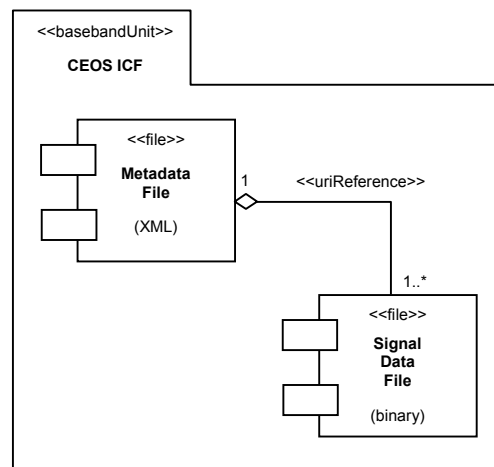 <<basebandUnit>>
CEOS ICF
<<file>>
Metadata
File
(XML)
1
<<uriReference>>
1..*
<<file>>
Signal
Data
File
(binary)